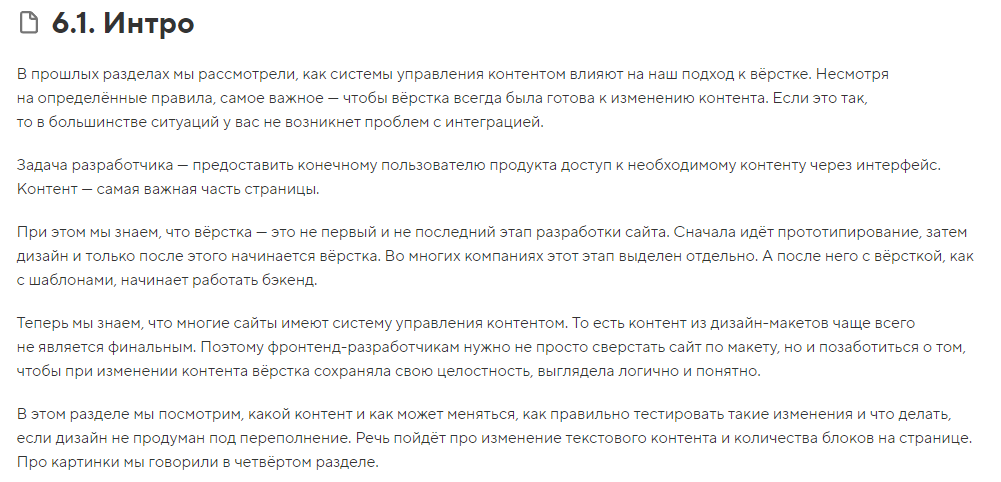 6.1. Интро
В прошлых разделах мы рассмотрели, как системы управления контентом влияют на наш подход к вёрстке. Несмотря
на определённые правила, самое важное — чтобы вёрстка всегда была готова к изменению контента. Если это так,
то в большинстве ситуаций у вас не возникнет проблем с интеграцией.
Задача разработчика — предоставить конечному пользователю продукта доступ к необходимому контенту через интерфейс.
Контент — самая важная часть страницы.
При этом мы знаем, что вёрстка — это не первый и не последний этап разработки сайта. Сначала идёт прототипирование, затем
дизайн и только после этого начинается вёрстка. Во многих компаниях этот этап выделен отдельно. А после него с вёрсткой, как
с шаблонами, начинает работать бэкенд.
Теперь мы знаем, что многие сайты имеют систему управления контентом. То есть контент из дизайн-макетов чаще всего
не является финальным. Поэтому фронтенд-разработчикам нужно не просто сверстать сайт по макету, но и позаботиться о том,
чтобы при изменении контента вёрстка сохраняла свою целостность, выглядела логично и понятно.
В этом разделе мы посмотрим, какой контент и как может меняться, как правильно тестировать такие изменения и что делать,
если дизайн не продуман под переполнение. Речь пойдёт про изменение текстового контента и количества блоков на странице.
Про картинки мы говорили в четвёртом разделе.